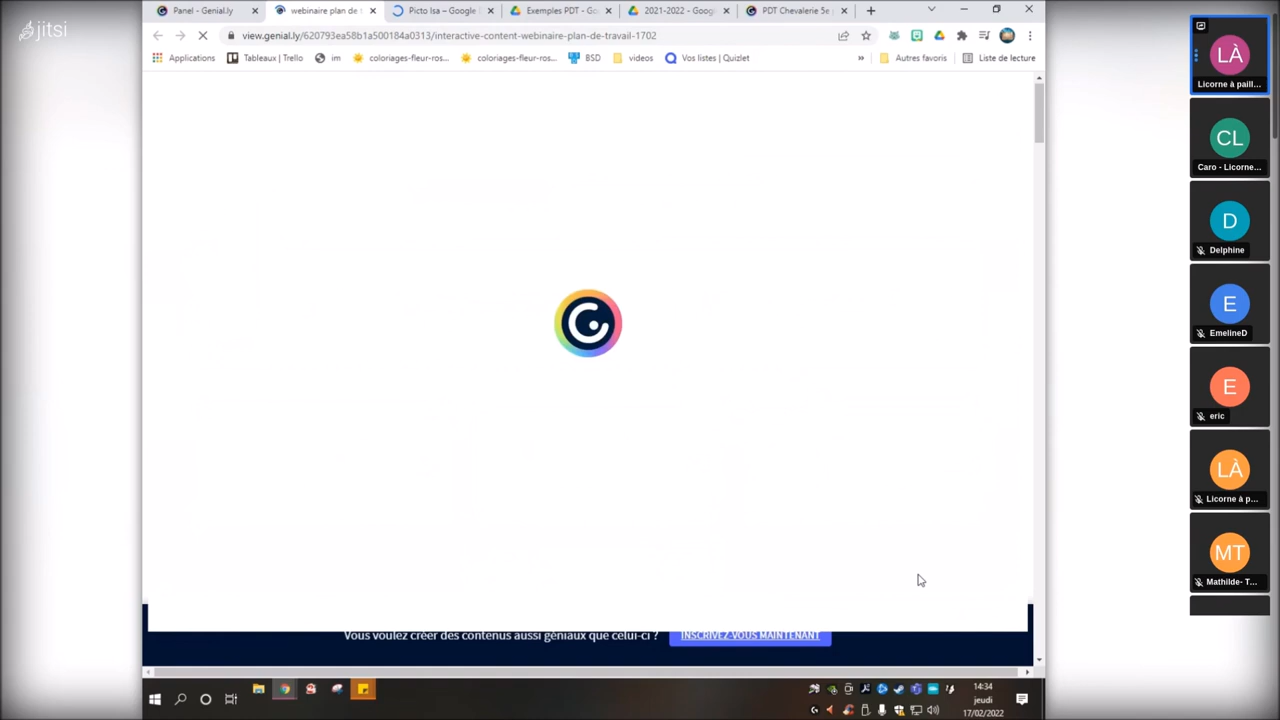 jitsi
Panel - Genial.ly
webinaire plan de t
Picto Isa – Google D
Exemples PDT - Goo
2021-2022 - Google
PDT Chevalerie 5e p
view.genial.ly/620793ea58b1a500184a0313/interactive-content-webinaire-plan-de-travail-1702
Applications
Tableaux | Trello
im
coloriages-fleur-ros...
coloriages-fleur-ros...
BSD
videos
Vos listes | Quizlet
»
Autres favoris
Liste de lecture
Vous voulez créer des contenus aussi géniaux que celui-ci ?
INSCRIVEZ-VOUS MAINTENANT
14:34
jeudi
17/02/2022
LÀ
Licorne à paill...
CL
Caro - Licorne...
D
Delphine
E
EmelineD
E
eric
LÀ
Licorne à p...
MT
Mathilde- T...